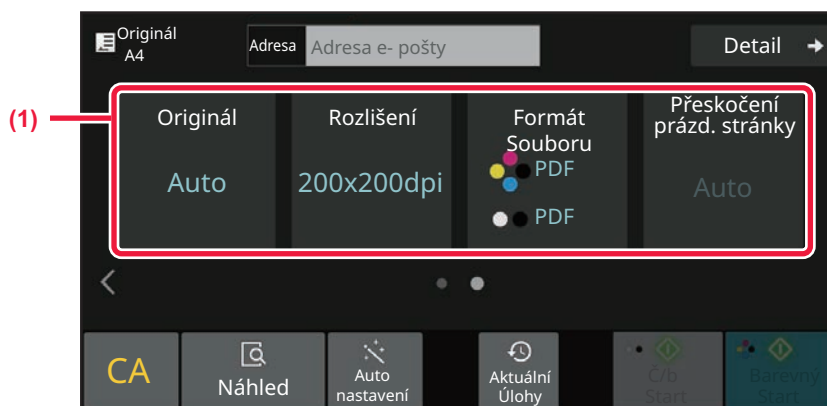 Originál
A4
Adresa
Adresa e- pošty
Detail
(1)
Originál
Auto
Rozlišení
200x200dpi
Formát
Souboru
PDF
PDF
Přeskočení
prázd. stránky
Auto
CA
Náhled
Auto
nastavení
Aktuální
Úlohy
Č/b
Start
Barevný
Start